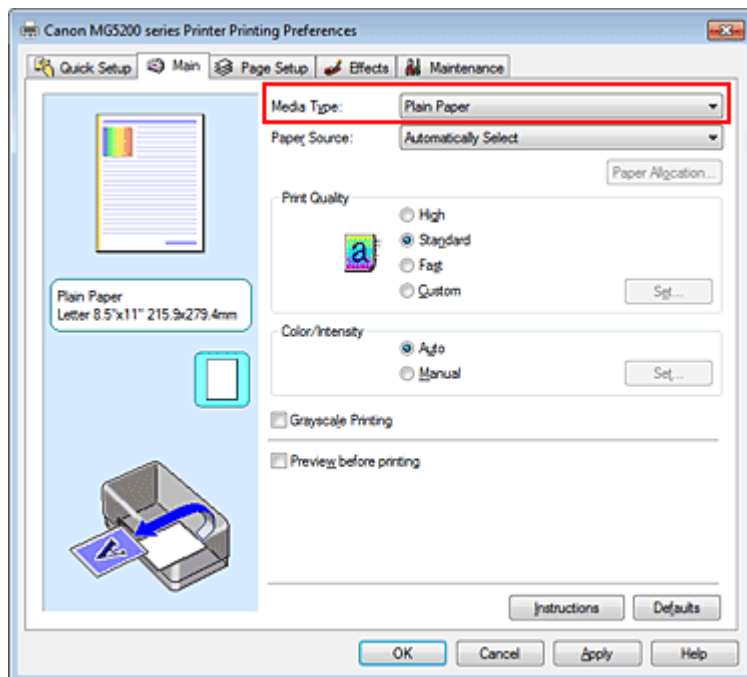 Canon MG5200 series Printer Printing Preferences
Quick Setup Main Page Setup Effects Maintenance
Media Type: Plain Paper
Paper Source: Automatically Select
Paper Allocation...
Print Quality
High
a Standard
Fast
Custom Set...
Plain Paper
Letter 8.5"x11" 215.9x279.4mm
Color/Intensity
Auto
Manual Set...
Grayscale Printing
Preview before printing
Instructions Defaults
OK Cancel Apply Help